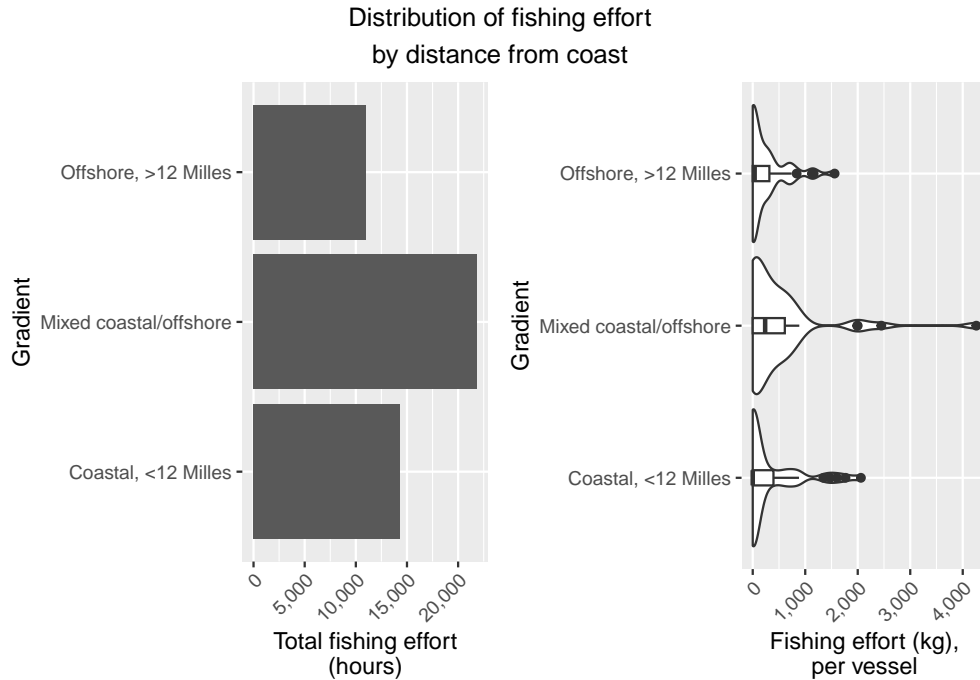 Distribution of fishing effort
by distance from coast
Gradient
Offshore, >12 Milles
Mixed coastal/offshore
Coastal, <12 Milles
0
5,000
10,000
15,000
20,000
Total fishing effort
(hours)
Gradient
Offshore, >12 Milles
Mixed coastal/offshore
Coastal, <12 Milles
0
1,000
2,000
3,000
4,000
Fishing effort (kg),
per vessel